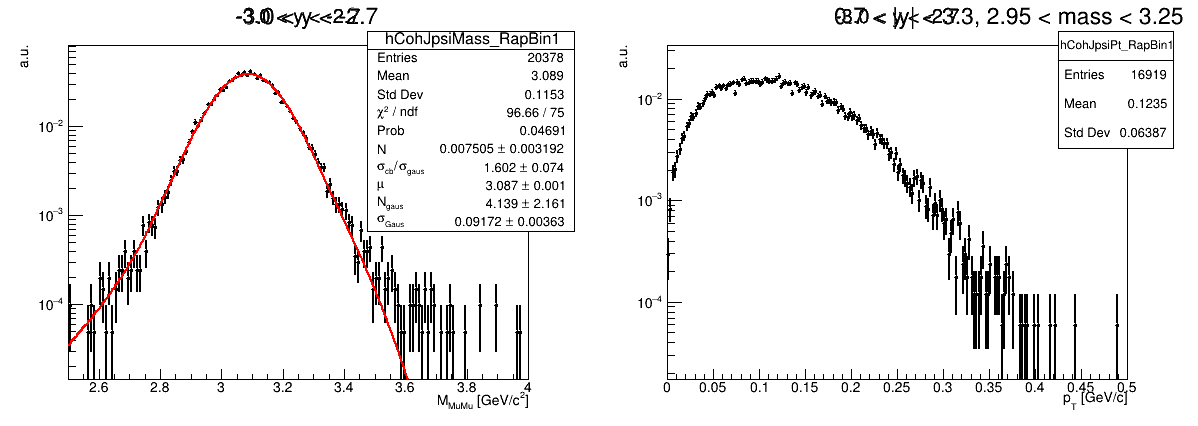 a.u.
hCohJpsiMass_RapBin1
Entries 20378
Mean 3.089
Std Dev 0.1153
χ² / ndf 96.66 / 75
Prob 0.04691
N 0.007505 ± 0.003192
σcb/σgaus 1.602 ± 0.074
μ 3.087 ± 0.001
Ngaus 4.139 ± 2.161
σGaus 0.09172 ± 0.00363
10⁻²
10⁻³
10⁻⁴
2.6 2.8 3 3.2 3.4 3.6 3.8 4
MMuMu [GeV/c²]
, 2.95 < mass < 3.25
a.u.
hCohJpsiPt_RapBin1
Entries 16919
Mean 0.1235
Std Dev 0.06387
10⁻²
10⁻³
10⁻⁴
0 0.05 0.1 0.15 0.2 0.25 0.3 0.35 0.4 0.45 0.5
pT [GeV/c]